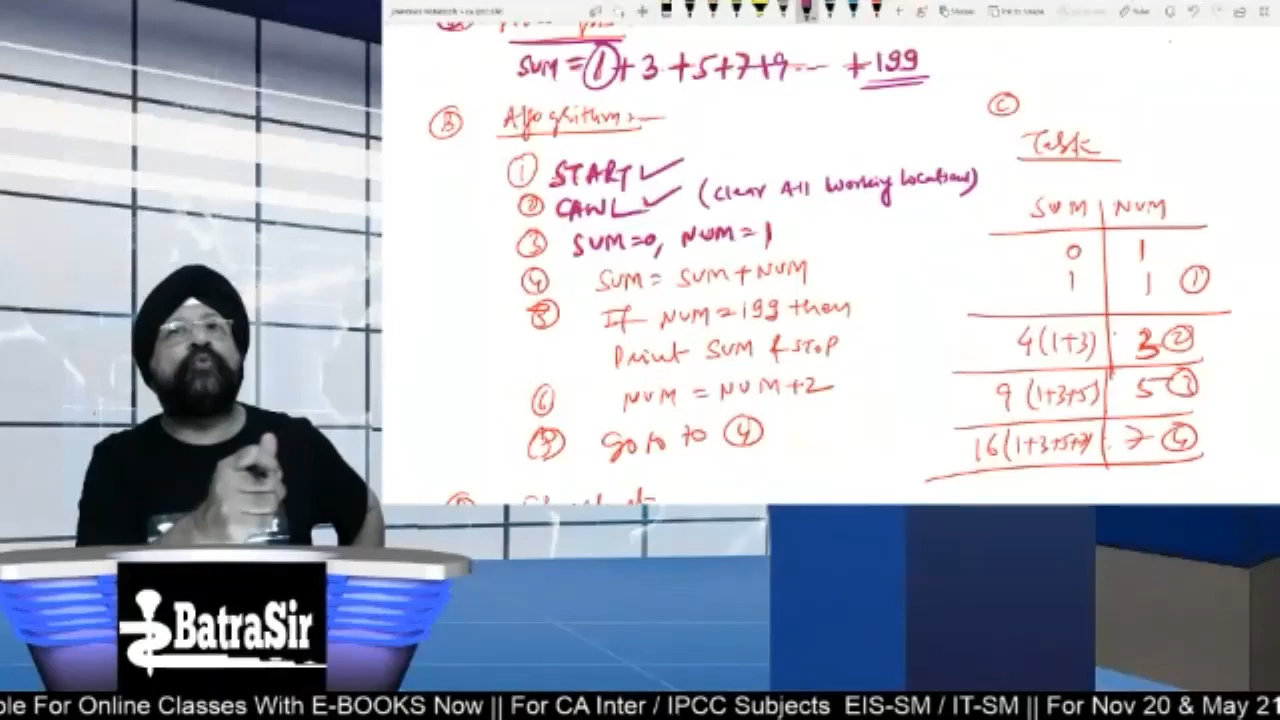 SUM = 1 + 3 + 5 + 7 + 9 ... + 199
B Algorithm :-
1 START ✓
2 CAWL ✓ (Clear All Working Locations)
3 SUM=0, NUM=1
4 SUM = SUM + NUM
5 If NUM = 199 then
Print SUM & STOP
6 NUM = NUM+2
7 Go to to 4
C
Table
SUM NUM
0 1
1 1 1
4 (1+3) 3 2
9 (1+3+5) 5 3
16 (1+3+5+7) 7 4
BatraSir
ple For Online Classes With E-BOOKS Now || For CA Inter / IPCC Subjects EIS-SM / IT-SM || For Nov 20 & May 21